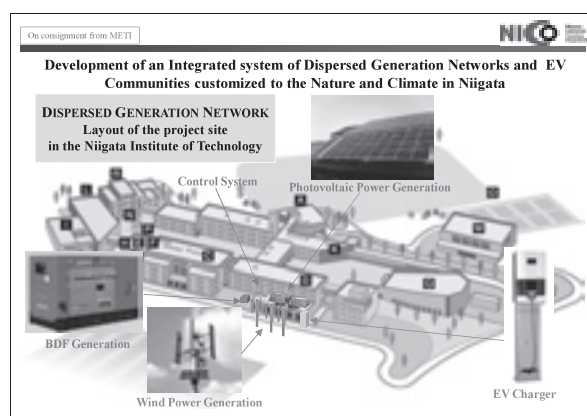 On consignment from METI
NICO
Development of an Integrated system of Dispersed Generation Networks and EV
Communities customized to the Nature and Climate in Niigata
DISPERSED GENERATION NETWORK
Layout of the project site
in the Niigata Institute of Technology
Control System
Photovoltaic Power Generation
BDF Generation
Wind Power Generation
EV Charger